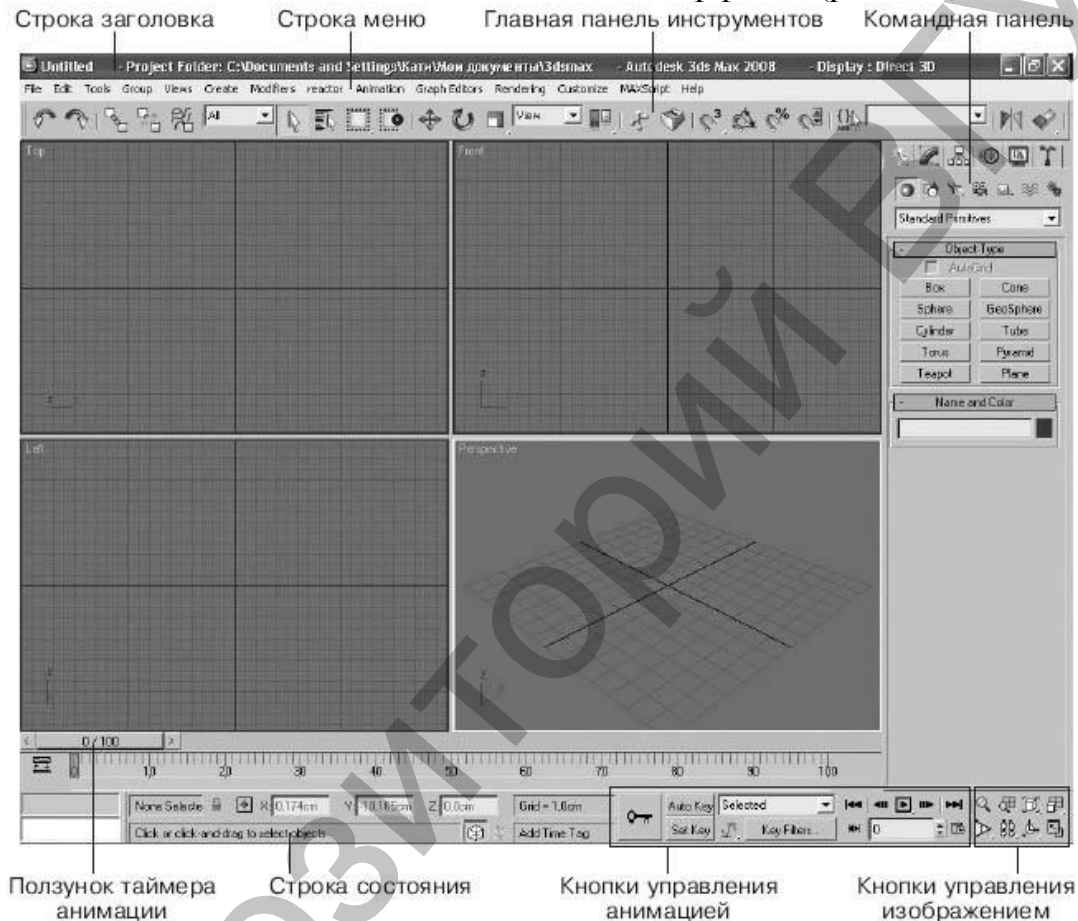 Строка заголовка Строка меню Главная панель инструментов Командная панель
Untitled - Project Folder: C:\Documents and Settings\Катя\Мои документы\3dsmax - Autodesk 3ds Max 2008 - Display : Direct 3D
File Edit Tools Group Views Create Modifiers reactor Animation Graph Editors Rendering Customize MAXScript Help
All View
Top Front
Standard Primitives
- Object Type
AutoGrid
Box Cone
Sphere GeoSphere
Cylinder Tube
Torus Pyramid
Teapot Plane
- Name and Color
Left Perspective
< 0 / 100 >
0 10 20 30 40 50 60 70 80 90 100
None Selecte X: 0,174cm Y: -10,165cm Z: 0,0cm Grid = 1,0cm Auto Key Selected
Click or click-and-drag to select objects Add Time Tag Set Key Key Filters... 0
Ползунок таймера анимации
Строка состояния
Кнопки управления анимацией
Кнопки управления изображением
ОЗИТОРИЙ ВГУ